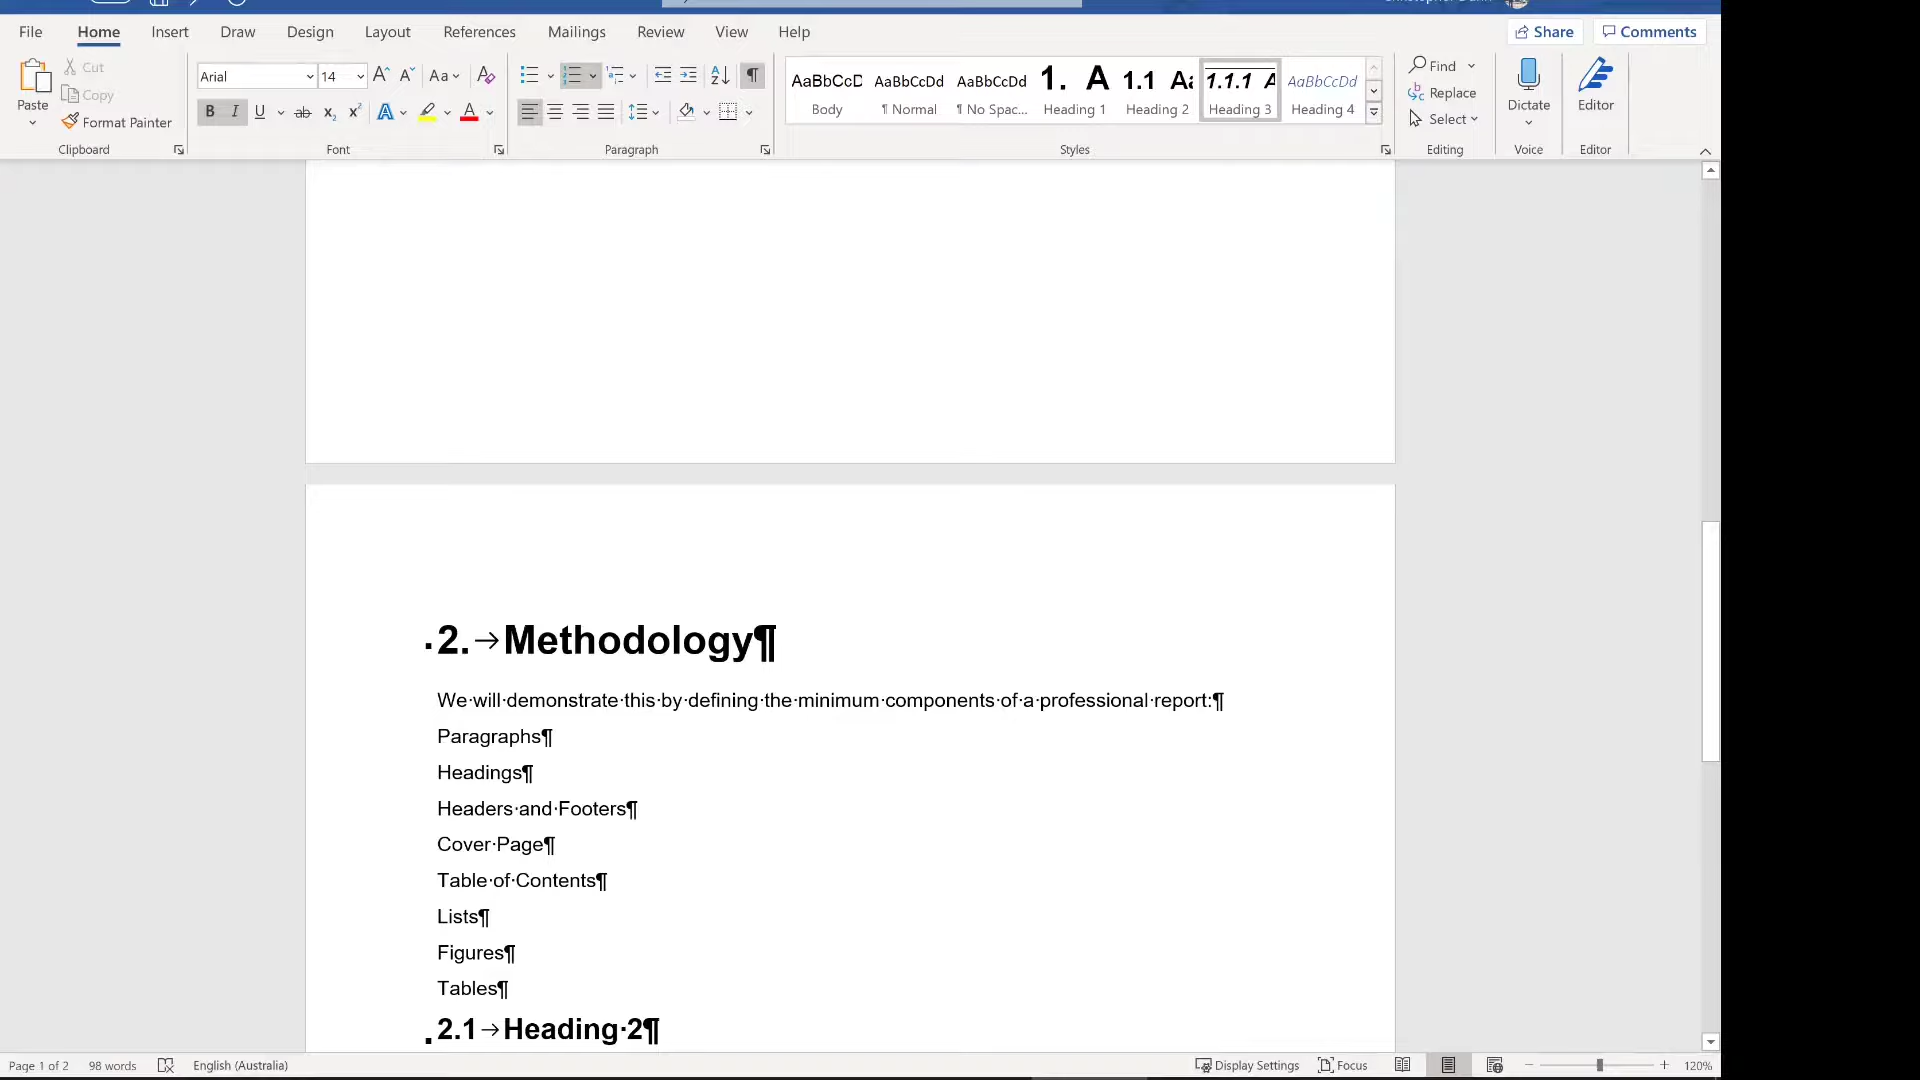 File Home Insert Draw Design Layout References Mailings Review View Help Share Comments
Paste Cut
Copy
Format Painter
Clipboard
Arial 14
Font
Paragraph
AaBbCcD AaBbCcDd AaBbCcDd 1. A 1.1 Aa 1.1.1 A AaBbCcDd
Body ¶ Normal ¶ No Spac... Heading 1 Heading 2 Heading 3 Heading 4
Styles
Find
Replace
Select
Editing
Dictate
Voice
Editor
Editor
2.→Methodology¶
We·will·demonstrate·this·by·defining·the·minimum·components·of·a·professional·report:¶
Paragraphs¶
Headings¶
Headers·and·Footers¶
Cover·Page¶
Table·of·Contents¶
Lists¶
Figures¶
Tables¶
2.1→Heading·2¶
Page 1 of 2 98 words English (Australia) Display Settings Focus 120%